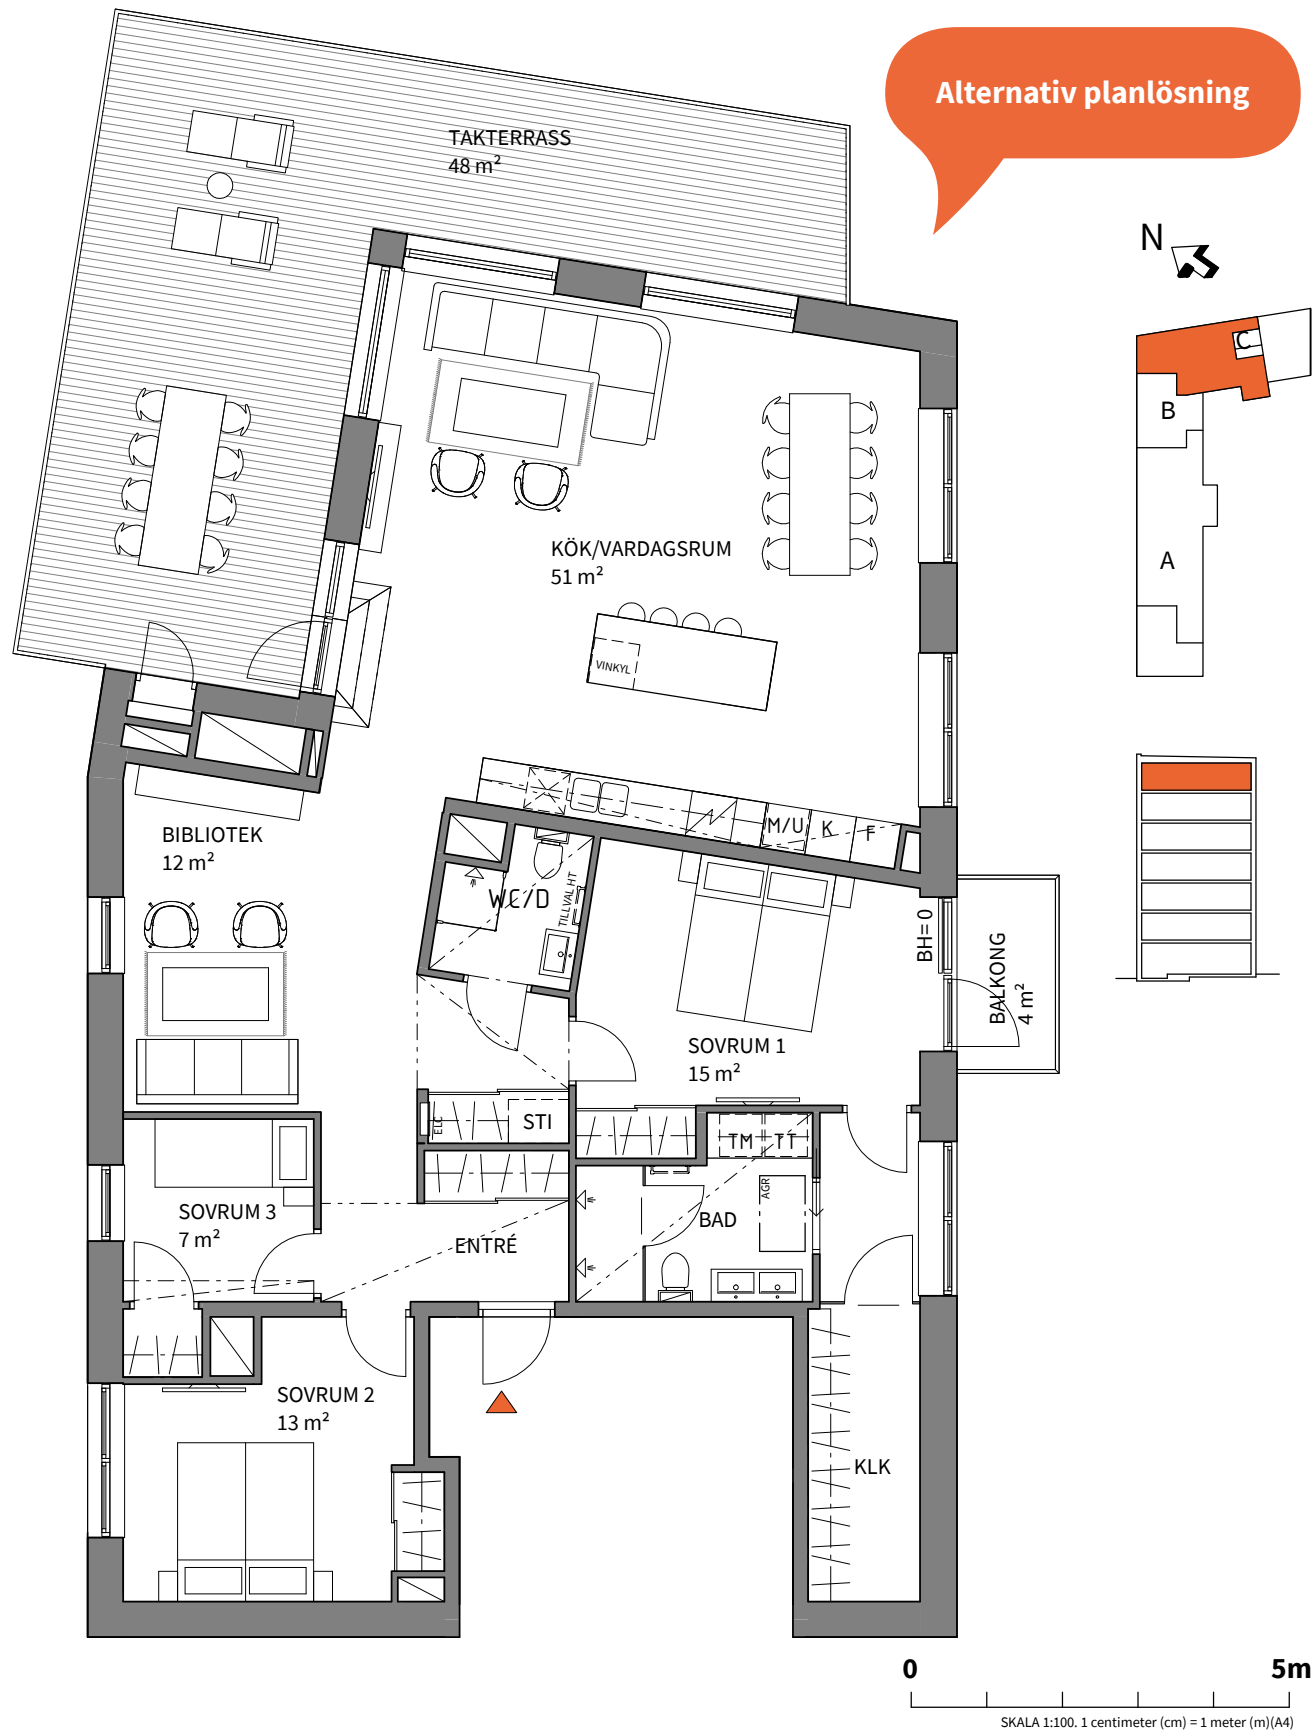 Alternativ planlösning
TAKTERRASS
48 m²
N
C
B
A
KÖK/VARDAGSRUM
51 m²
VINKYL
M/U
K
F
BIBLIOTEK
12 m²
WC/D
TILLVAL HT
BH=0
BALKONG
4 m²
SOVRUM 1
15 m²
ELC
STI
TM
TT
SOVRUM 3
7 m²
AGR
BAD
ENTRÉ
SOVRUM 2
13 m²
KLK
0
5m
SKALA 1:100. 1 centimeter (cm) = 1 meter (m)(A4)